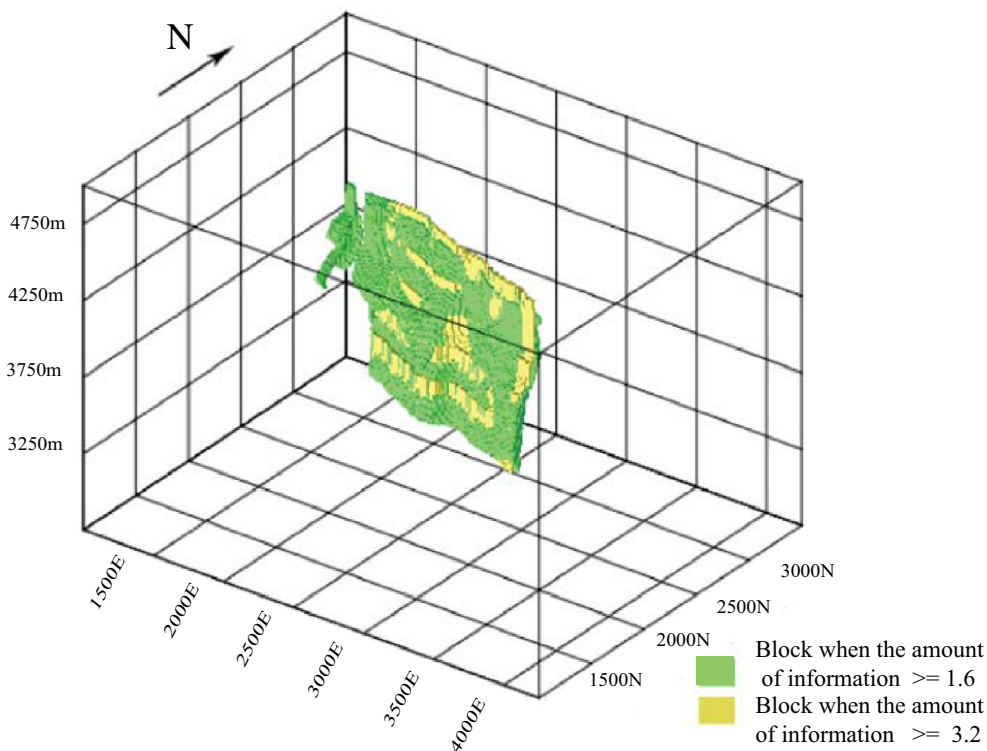 N
4750m
4250m
3750m
3250m
1500E
2000E
2500E
3000E
3500E
4000E
1500N
2000N
2500N
3000N
Block when the amount
of information >= 1.6
Block when the amount
of information >= 3.2